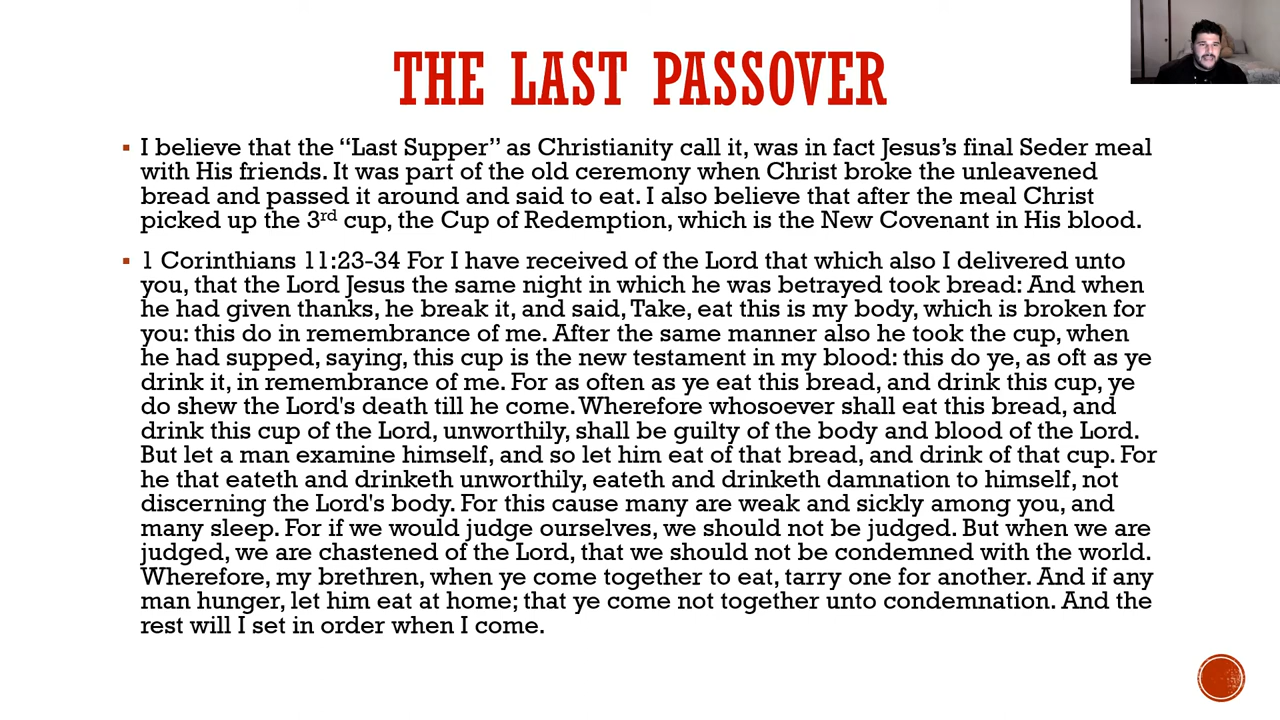 THE LAST PASSOVER
I believe that the “Last Supper” as Christianity call it, was in fact Jesus’s final Seder meal
with His friends. It was part of the old ceremony when Christ broke the unleavened
bread and passed it around and said to eat. I also believe that after the meal Christ
picked up the 3rd cup, the Cup of Redemption, which is the New Covenant in His blood.
1 Corinthians 11:23-34 For I have received of the Lord that which also I delivered unto
you, that the Lord Jesus the same night in which he was betrayed took bread: And when
he had given thanks, he break it, and said, Take, eat this is my body, which is broken for
you: this do in remembrance of me. After the same manner also he took the cup, when
he had supped, saying, this cup is the new testament in my blood: this do ye, as oft as ye
drink it, in remembrance of me. For as often as ye eat this bread, and drink this cup, ye
do shew the Lord's death till he come. Wherefore whosoever shall eat this bread, and
drink this cup of the Lord, unworthily, shall be guilty of the body and blood of the Lord.
But let a man examine himself, and so let him eat of that bread, and drink of that cup. For
he that eateth and drinketh unworthily, eateth and drinketh damnation to himself, not
discerning the Lord's body. For this cause many are weak and sickly among you, and
many sleep. For if we would judge ourselves, we should not be judged. But when we are
judged, we are chastened of the Lord, that we should not be condemned with the world.
Wherefore, my brethren, when ye come together to eat, tarry one for another. And if any
man hunger, let him eat at home; that ye come not together unto condemnation. And the
rest will I set in order when I come.